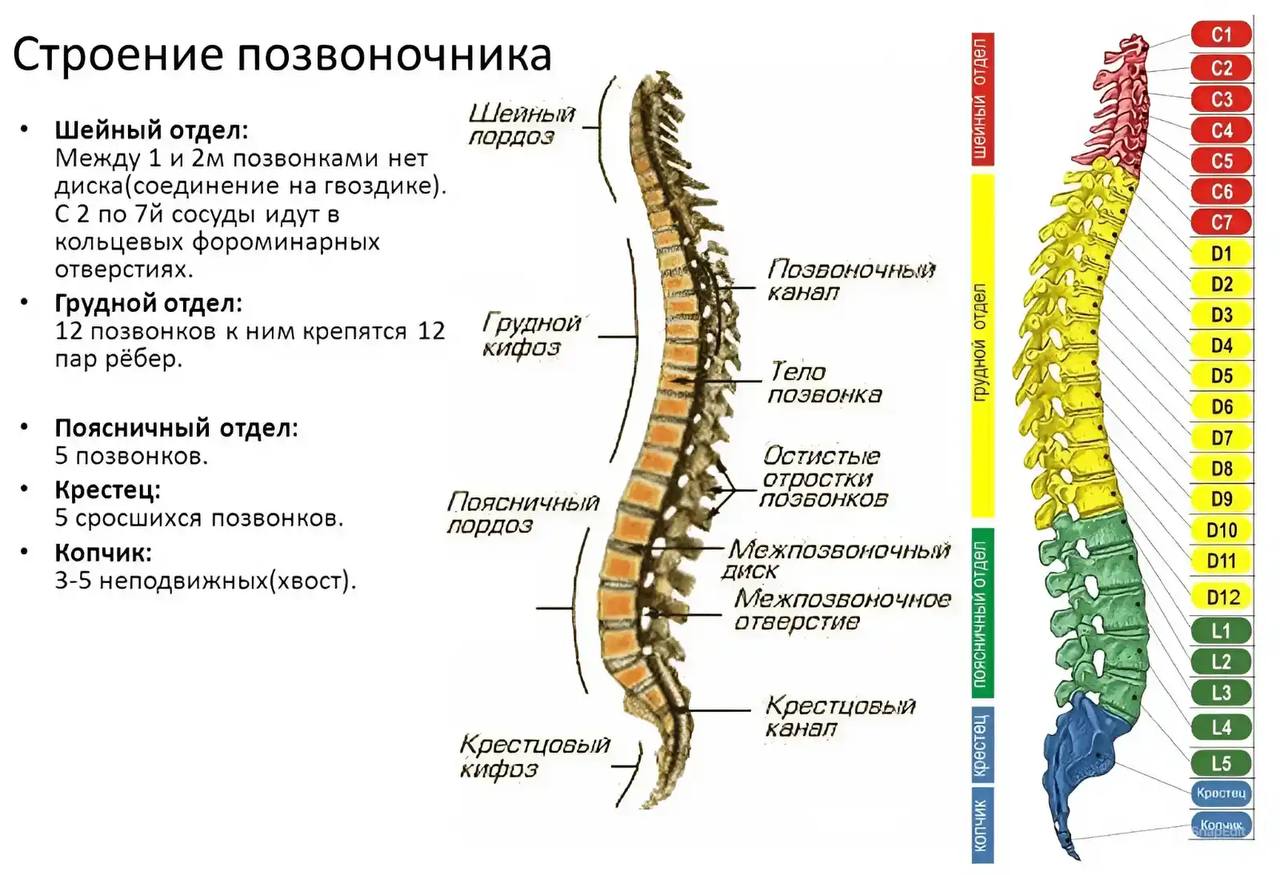 Строение позвоночника
• Шейный отдел:
Между 1 и 2м позвонками нет
диска(соединение на гвоздике).
С 2 по 7й сосуды идут в
кольцевых фороминарных
отверстиях.
• Грудной отдел:
12 позвонков к ним крепятся 12
пар рёбер.
• Поясничный отдел:
5 позвонков.
• Крестец:
5 сросшихся позвонков.
• Копчик:
3-5 неподвижных(хвост).
Шейный
лордоз
Грудной
кифоз
Поясничный
лордоз
Крестцовый
кифоз
Позвоночный
канал
Тело
позвонка
Остистые
отростки
позвонков
Межпозвоночный
диск
Межпозвоночное
отверстие
Крестцовый
канал
шейный отдел
грудной отдел
поясничный отдел
крестец
копчик
C1
C2
C3
C4
C5
C6
C7
D1
D2
D3
D4
D5
D6
D7
D8
D9
D10
D11
D12
L1
L2
L3
L4
L5
Крестец
Копчик
SnapEdit